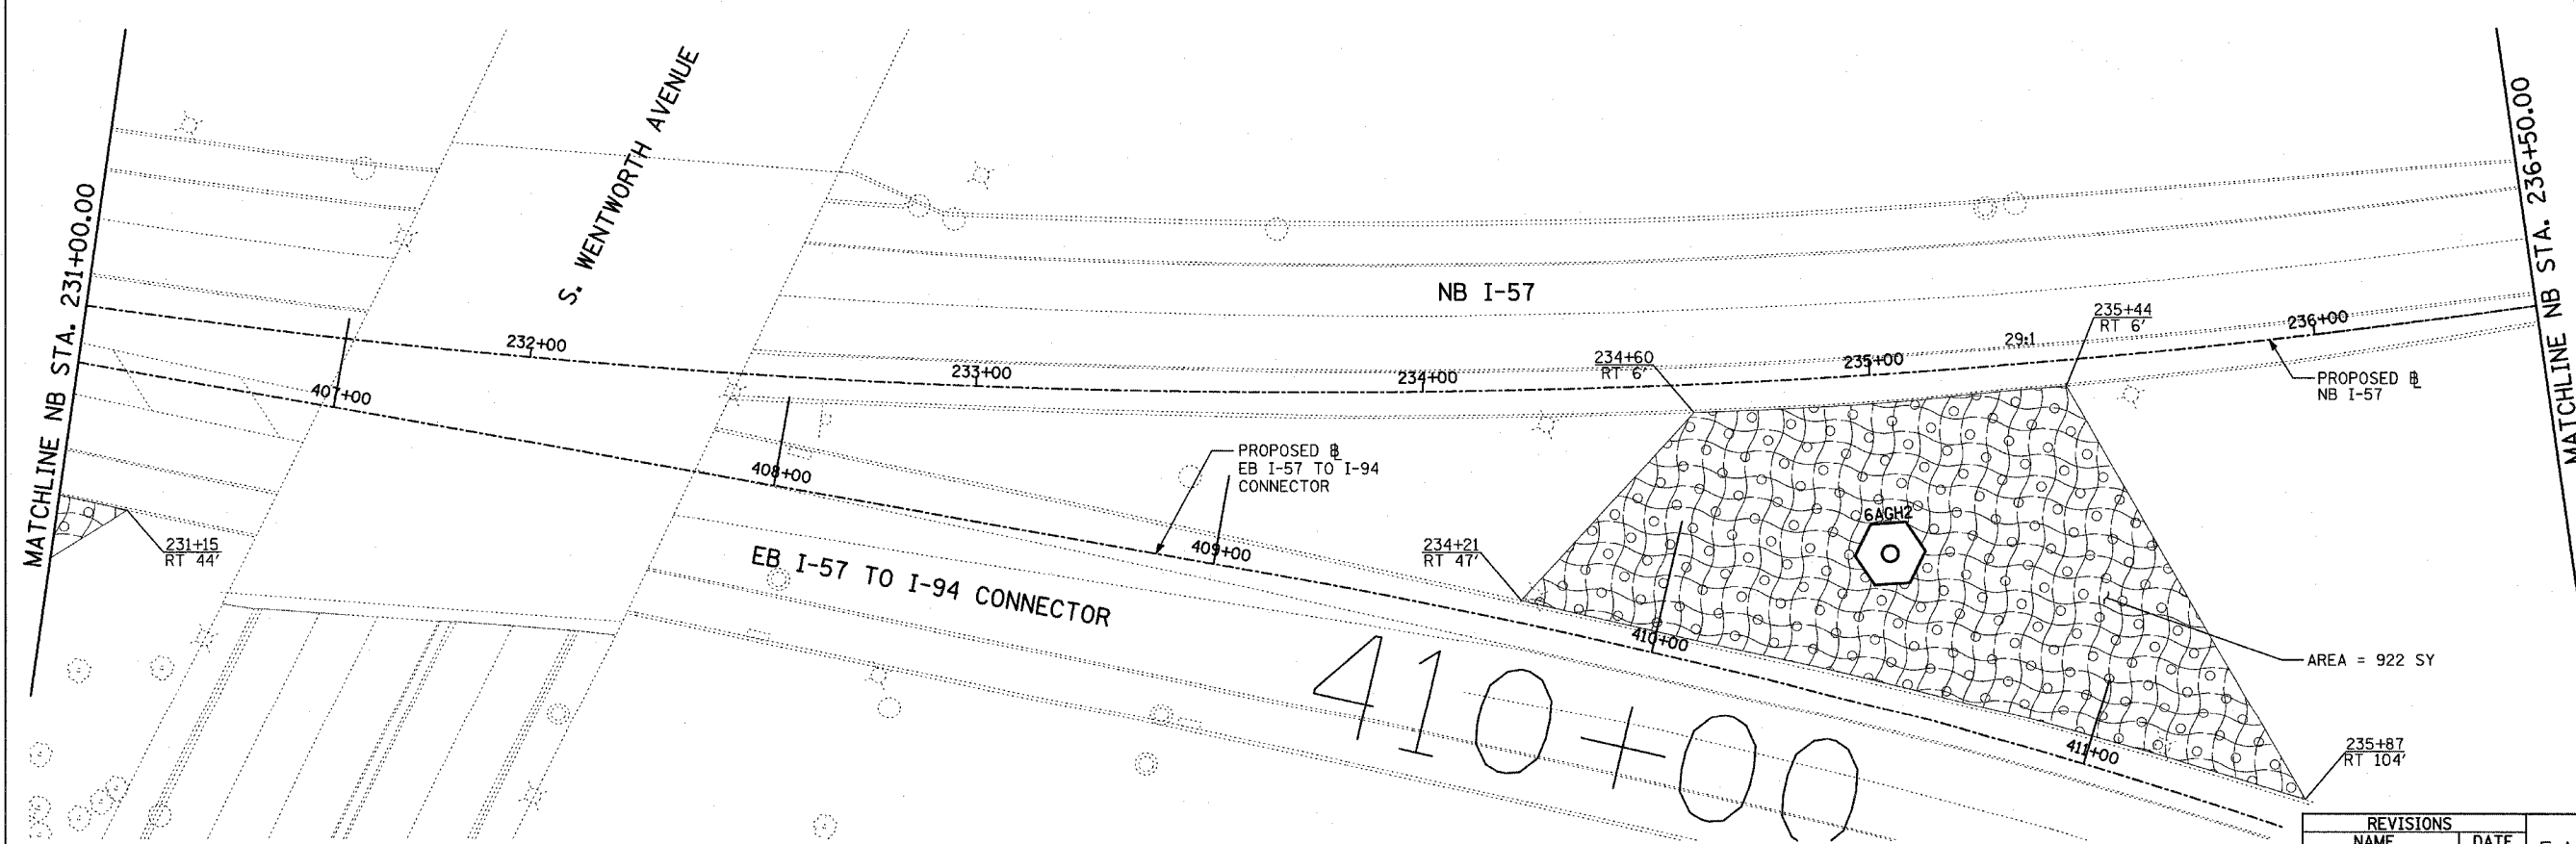 MATCHLINE NB STA. 231+00.00
S. WENTWORTH AVENUE
MATCHLINE NB STA. 236+50.00
NB I-57
232+00
233+00
234+00
235+00
236+00
29:1
234+60
RT 6'
235+44
RT 6'
PROPOSED B
NB I-57
407+00
408+00
409+00
410+00
411+00
PROPOSED B
EB I-57 TO I-94
CONNECTOR
EB I-57 TO I-94 CONNECTOR
231+15
RT 44'
234+21
RT 47'
6AGH2
AREA = 922 SY
410+00
235+87
RT 104'
REVISIONS
NAME DATE